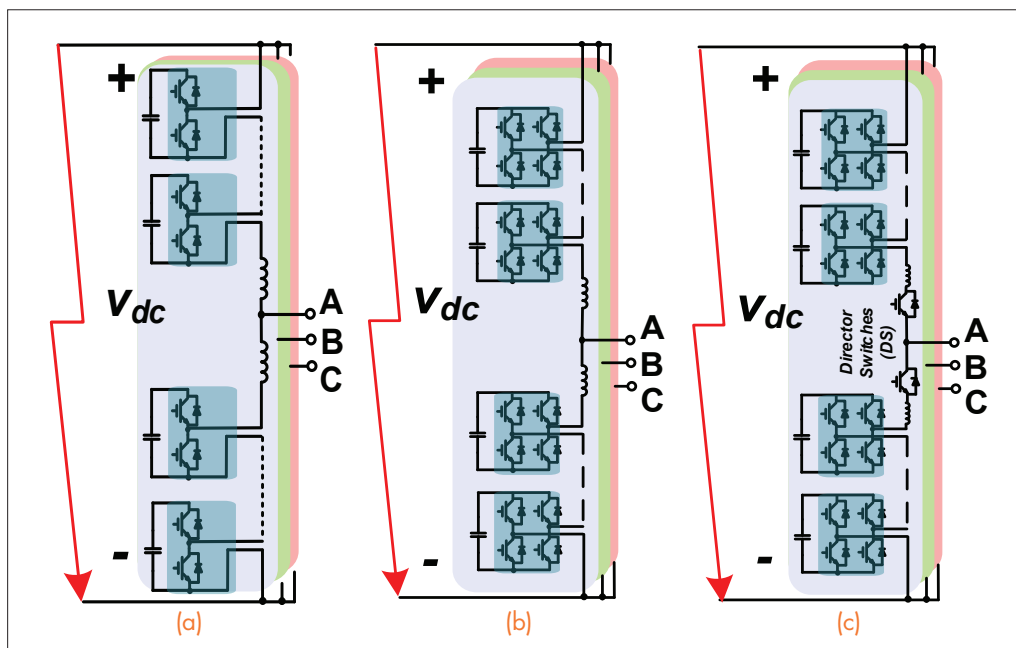 +
Vdc
A
B
C
-
(a)
+
Vdc
A
B
C
-
(b)
+
Vdc
Director
Switches
(DS)
A
B
C
-
(c)